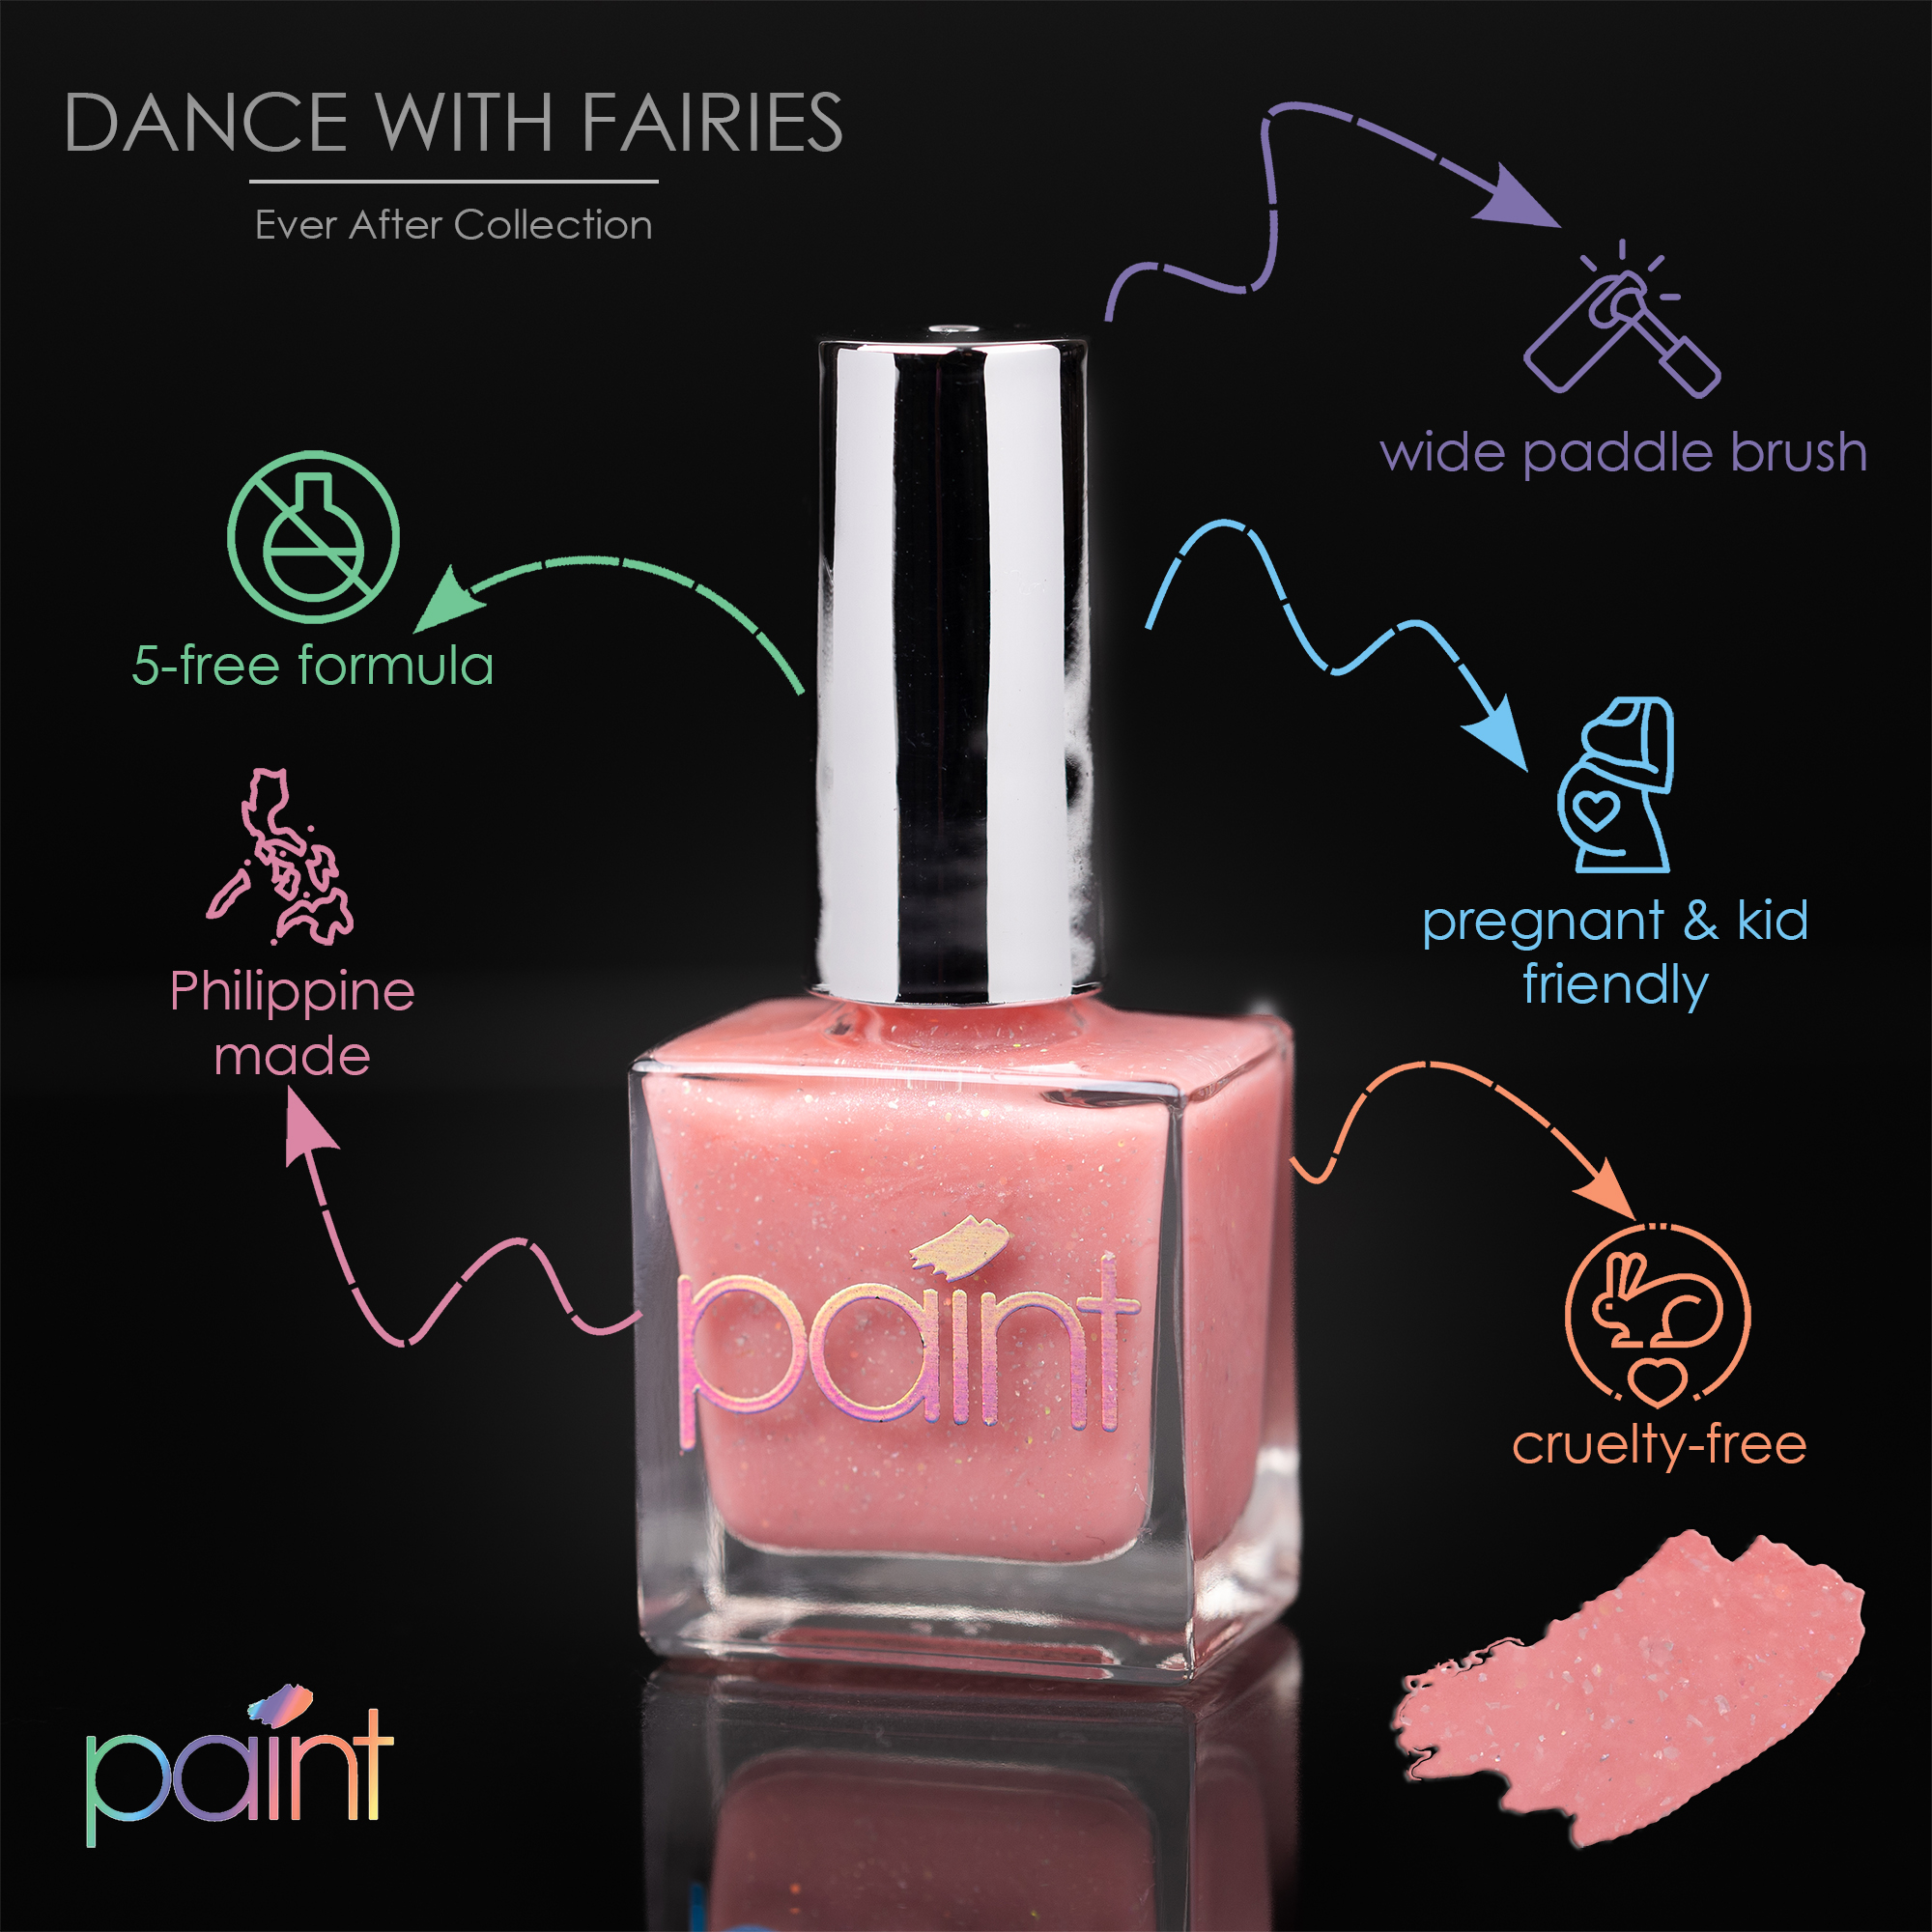 DANCE WITH FAIRIES
Ever After Collection
wide paddle brush
5-free formula
pregnant & kid
friendly
Philippine
made
paint
cruelty-free
paint